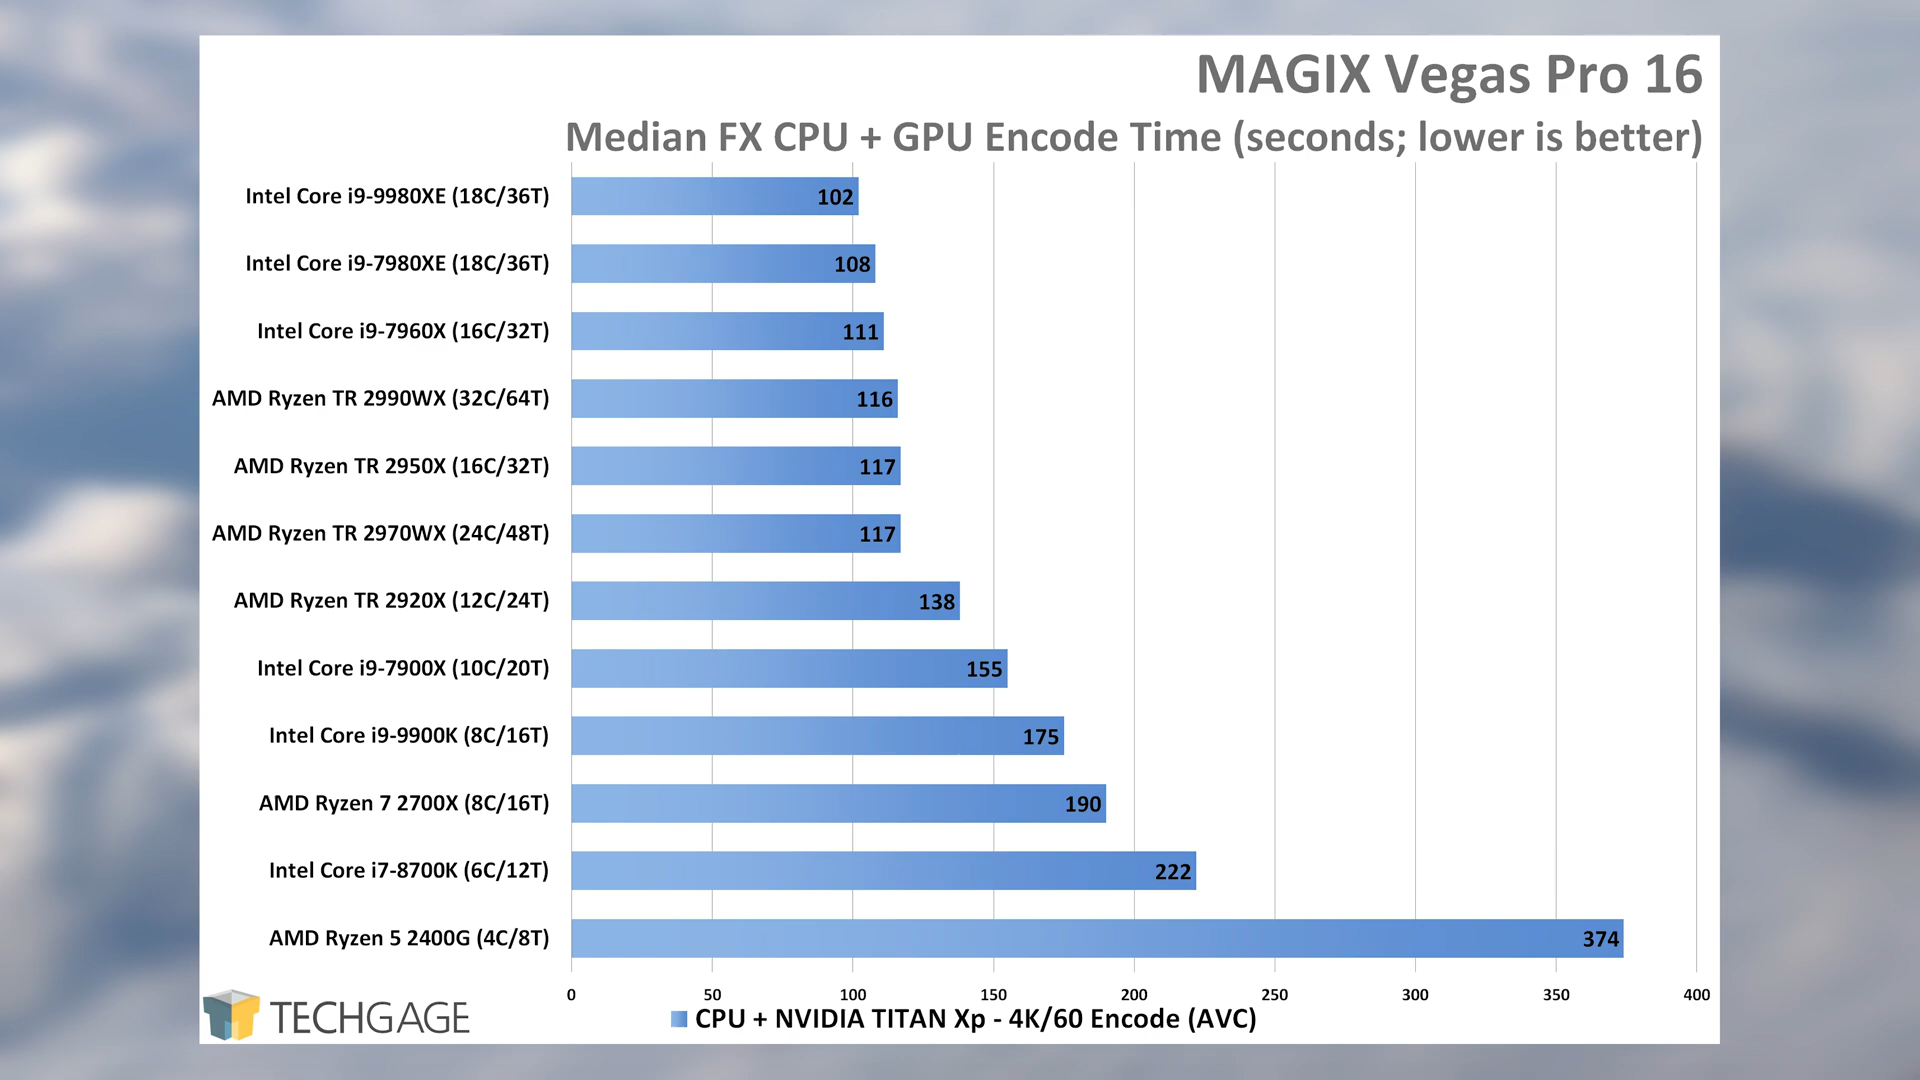 MAGIX Vegas Pro 16
Median FX CPU + GPU Encode Time (seconds; lower is better)
Intel Core i9-9980XE (18C/36T) 102
Intel Core i9-7980XE (18C/36T) 108
Intel Core i9-7960X (16C/32T) 111
AMD Ryzen TR 2990WX (32C/64T) 116
AMD Ryzen TR 2950X (16C/32T) 117
AMD Ryzen TR 2970WX (24C/48T) 117
AMD Ryzen TR 2920X (12C/24T) 138
Intel Core i9-7900X (10C/20T) 155
Intel Core i9-9900K (8C/16T) 175
AMD Ryzen 7 2700X (8C/16T) 190
Intel Core i7-8700K (6C/12T) 222
AMD Ryzen 5 2400G (4C/8T) 374
0 50 100 150 200 250 300 350 400
CPU + NVIDIA TITAN Xp - 4K/60 Encode (AVC)
TECHGAGE